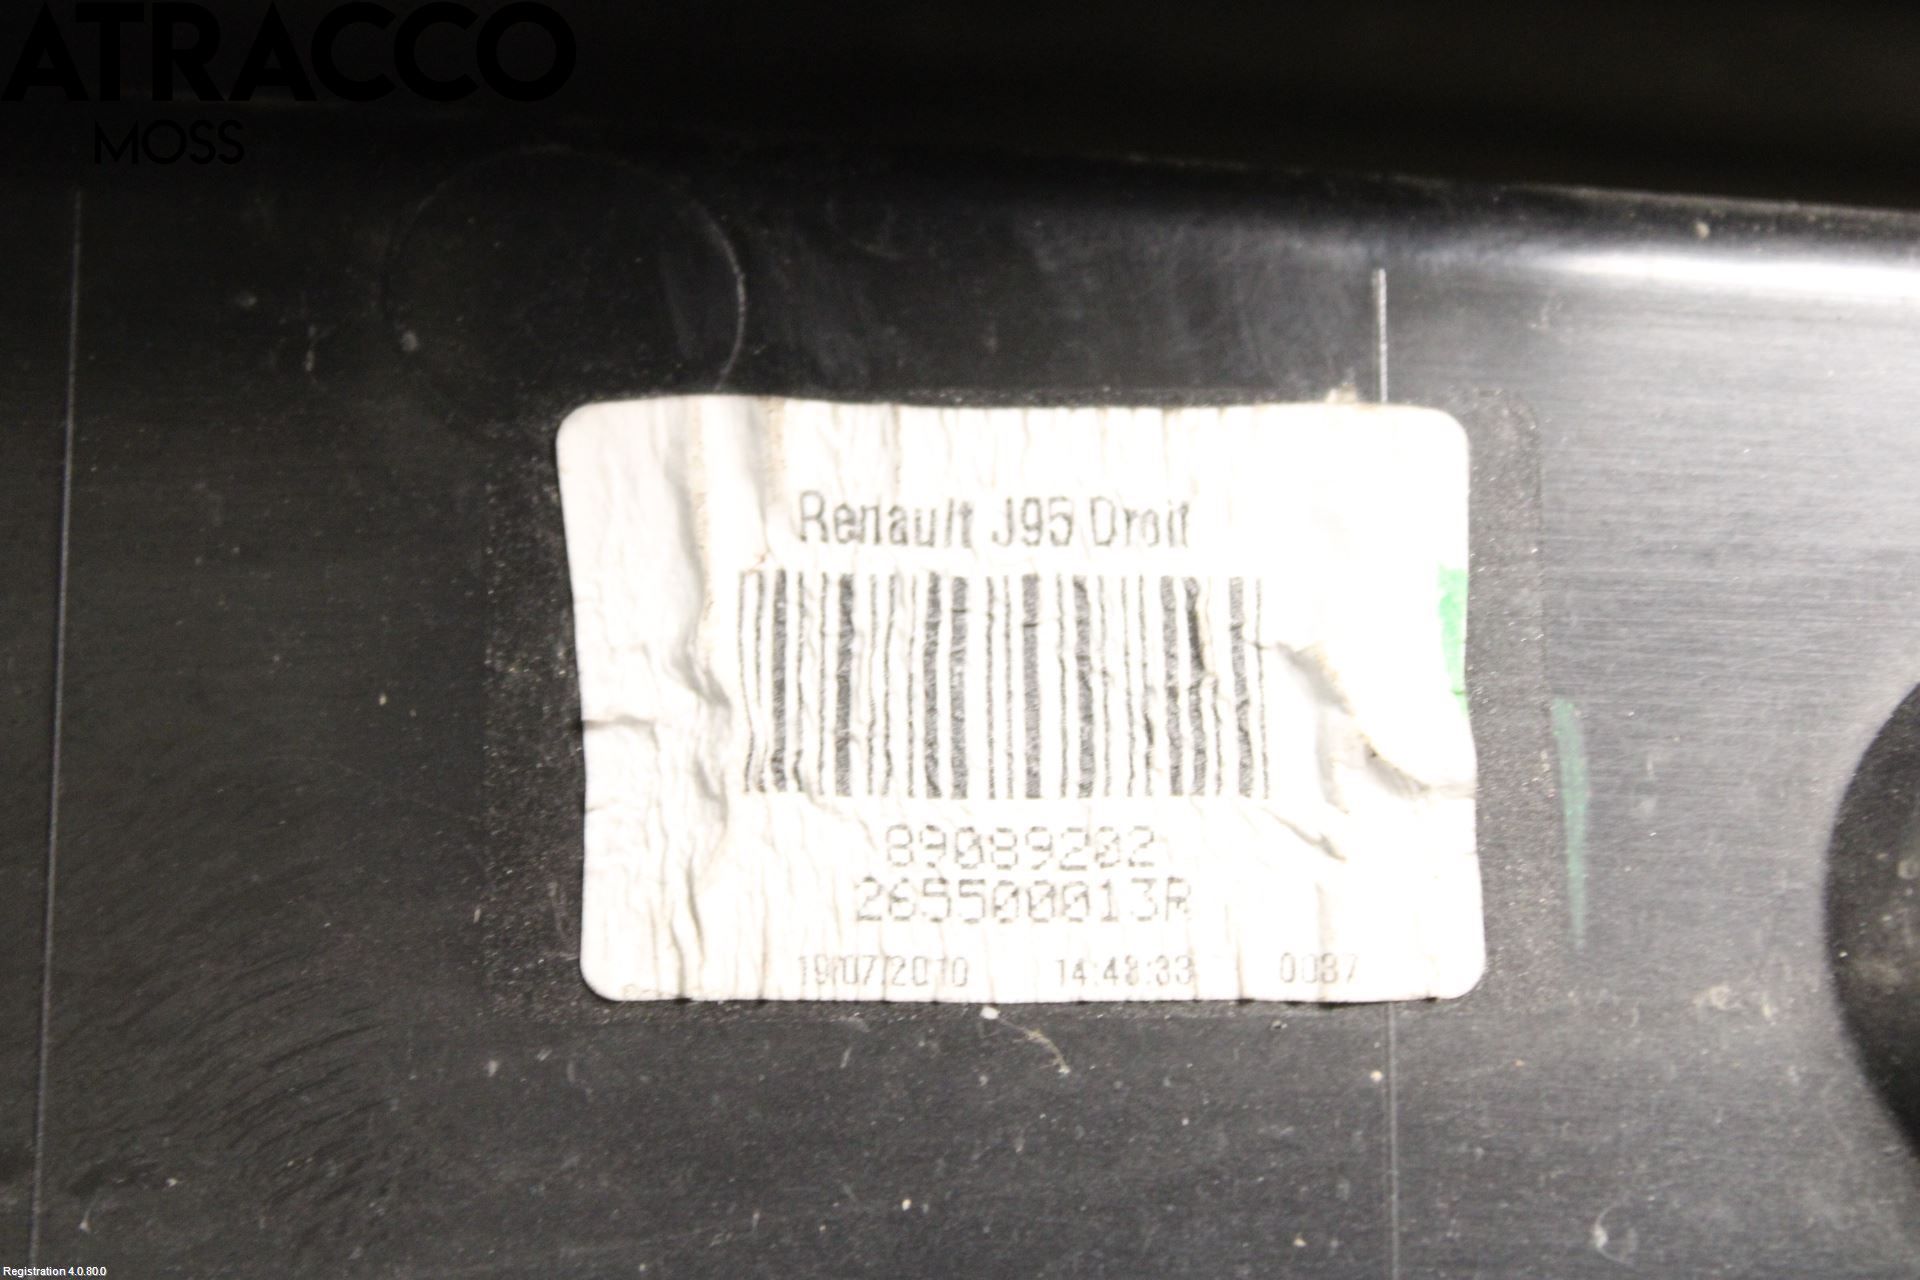 ATRACCO
MOSS
Renault J95 Droit
89089202
265500013R
19/07/2010 14:48:33 0037
Registration 4.0.80.0